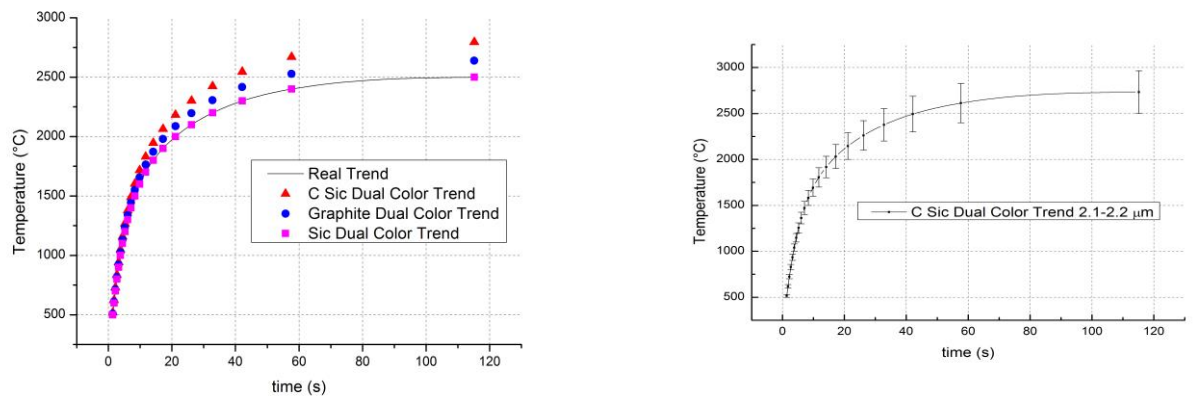 3000
2500
2000
1500
1000
500
Temperature (°C)
0 20 40 60 80 100 120
time (s)
Real Trend
C Sic Dual Color Trend
Graphite Dual Color Trend
Sic Dual Color Trend
3000
2500
2000
1500
1000
500
Temperature (°C)
0 20 40 60 80 100 120
time (s)
C Sic Dual Color Trend 2.1-2.2 μm